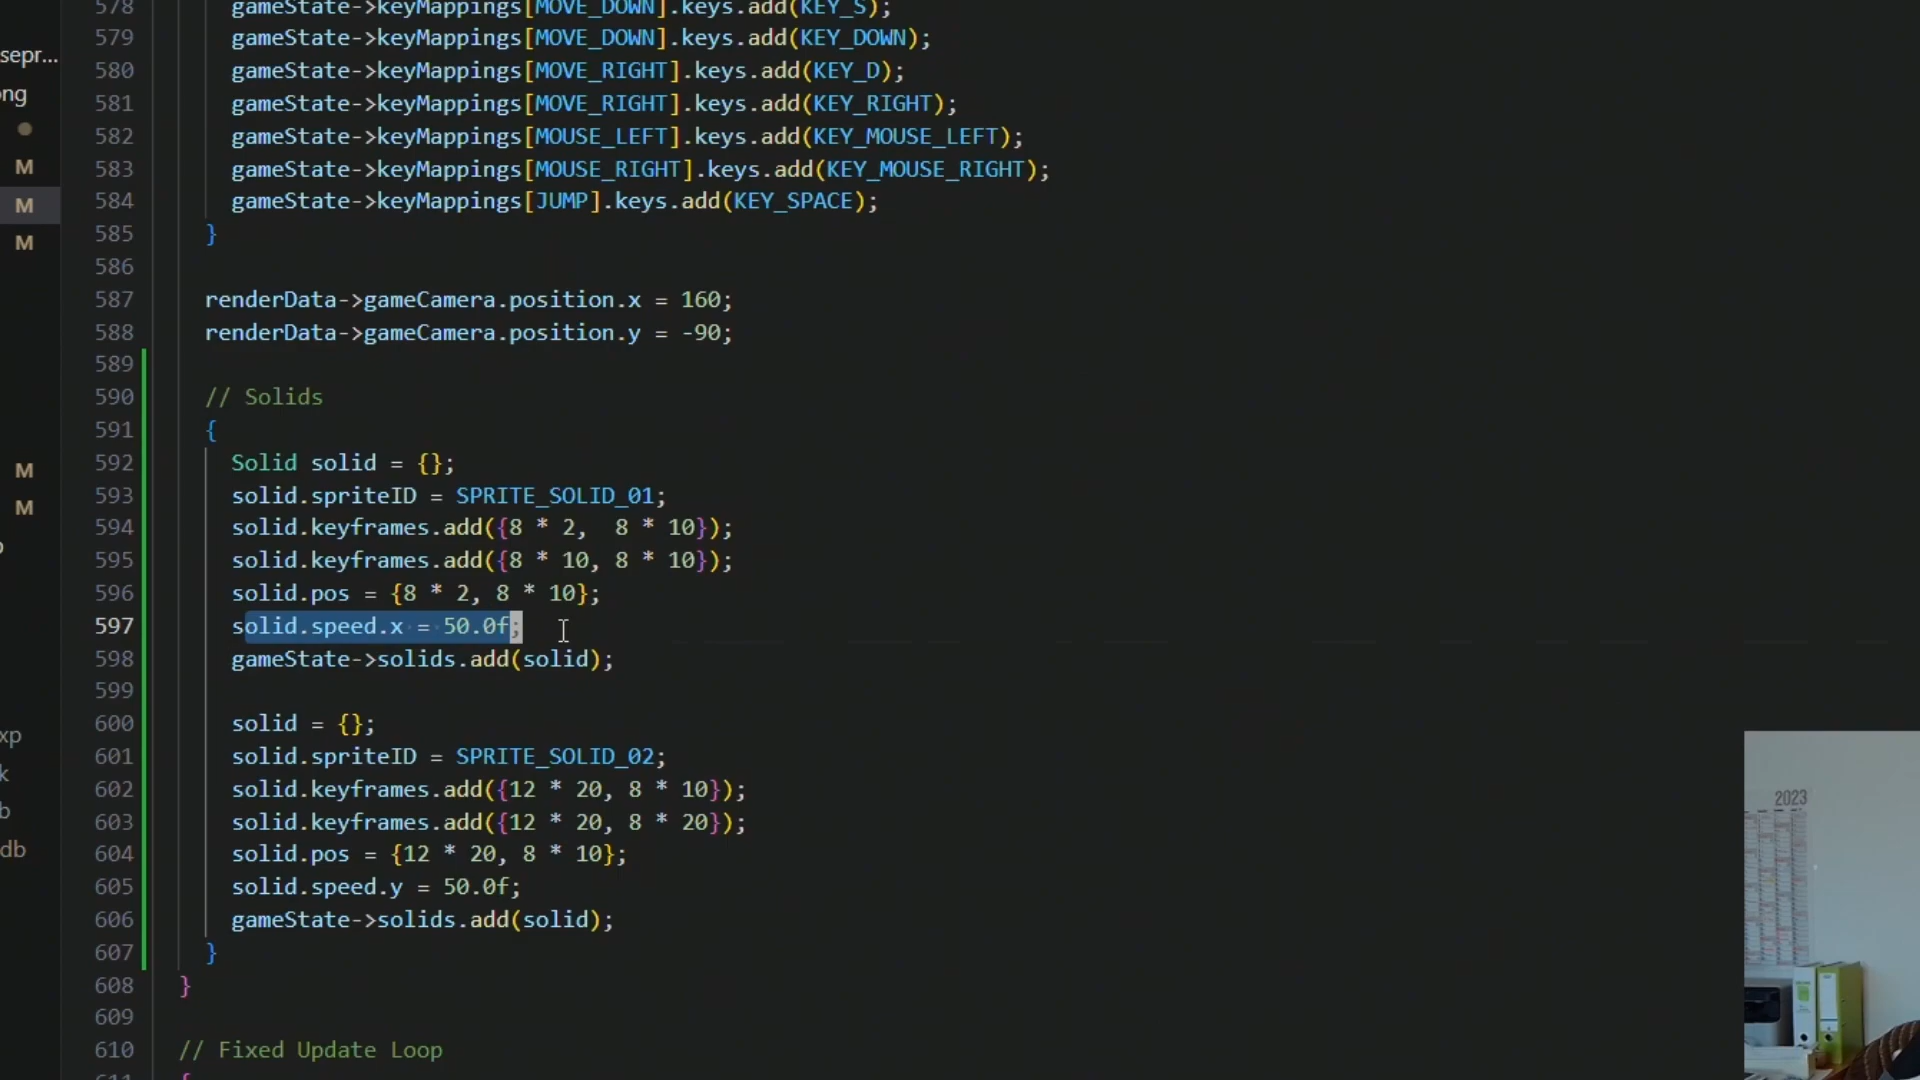 578 gameState->keyMappings[MOVE_DOWN].keys.add(KEY_S);
579 gameState->keyMappings[MOVE_DOWN].keys.add(KEY_DOWN);
sepr...
580 gameState->keyMappings[MOVE_RIGHT].keys.add(KEY_D);
ong
581 gameState->keyMappings[MOVE_RIGHT].keys.add(KEY_RIGHT);
582 gameState->keyMappings[MOUSE_LEFT].keys.add(KEY_MOUSE_LEFT);
M
583 gameState->keyMappings[MOUSE_RIGHT].keys.add(KEY_MOUSE_RIGHT);
M
584 gameState->keyMappings[JUMP].keys.add(KEY_SPACE);
M
585 }
586
587 renderData->gameCamera.position.x = 160;
588 renderData->gameCamera.position.y = -90;
589
590 // Solids
591 {
592 Solid solid = {};
M
593 solid.spriteID = SPRITE_SOLID_01;
M
594 solid.keyframes.add({8 * 2,  8 * 10});
595 solid.keyframes.add({8 * 10, 8 * 10});
596 solid.pos = {8 * 2, 8 * 10};
597 solid.speed.x = 50.0f;
598 gameState->solids.add(solid);
599
600 solid = {};
xp
601 solid.spriteID = SPRITE_SOLID_02;
k
602 solid.keyframes.add({12 * 20, 8 * 10});
b
603 solid.keyframes.add({12 * 20, 8 * 20});
db
604 solid.pos = {12 * 20, 8 * 10};
605 solid.speed.y = 50.0f;
606 gameState->solids.add(solid);
607 }
608 }
609
610 // Fixed Update Loop
611 {
2023